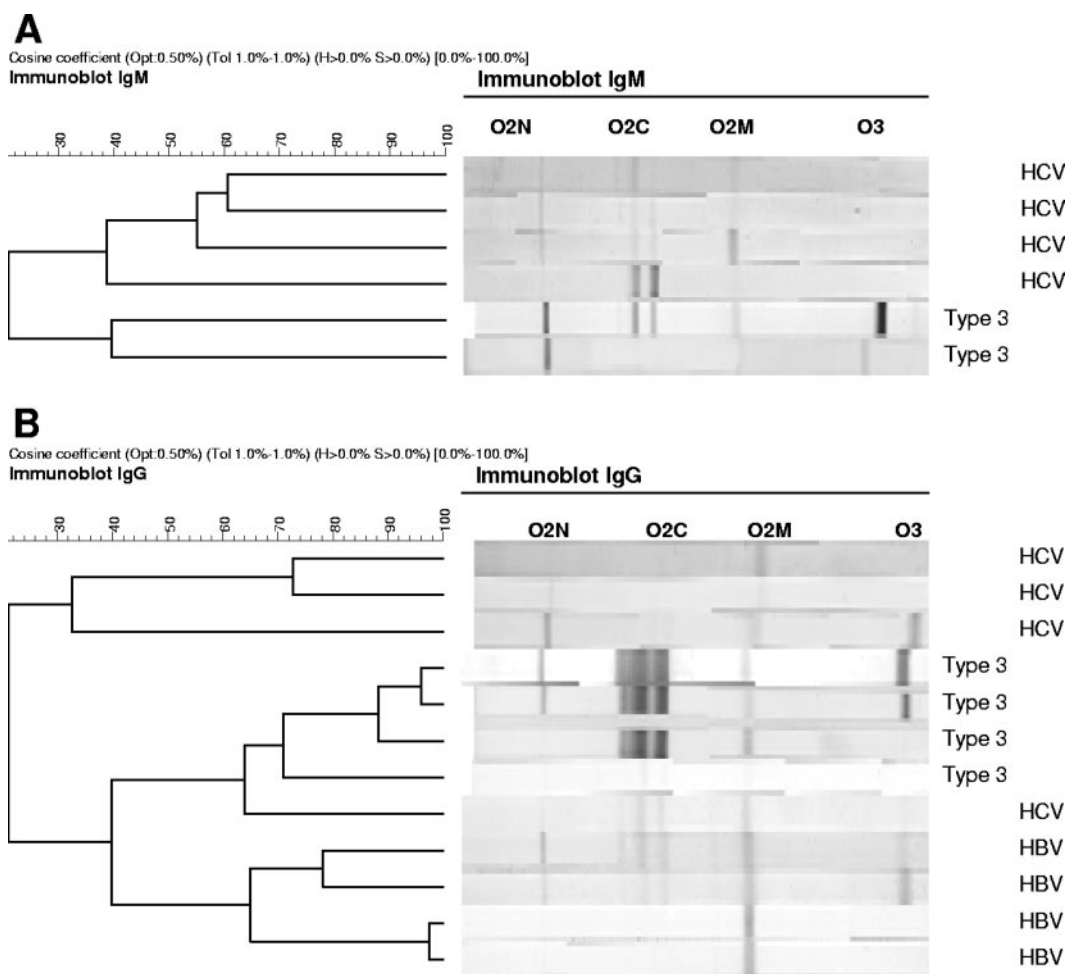 A
Cosine coefficient (Opt:0.50%) (Tol 1.0%-1.0%) (H>0.0% S>0.0%) [0.0%-100.0%]
Immunoblot IgM
Immunoblot IgM
30 40 50 60 70 80 90 100
O2N O2C O2M O3
HCV
HCV
HCV
HCV
Type 3
Type 3
B
Cosine coefficient (Opt:0.50%) (Tol 1.0%-1.0%) (H>0.0% S>0.0%) [0.0%-100.0%]
Immunoblot IgG
Immunoblot IgG
30 40 50 60 70 80 90 100
O2N O2C O2M O3
HCV
HCV
HCV
Type 3
Type 3
Type 3
Type 3
HCV
HBV
HBV
HBV
HBV